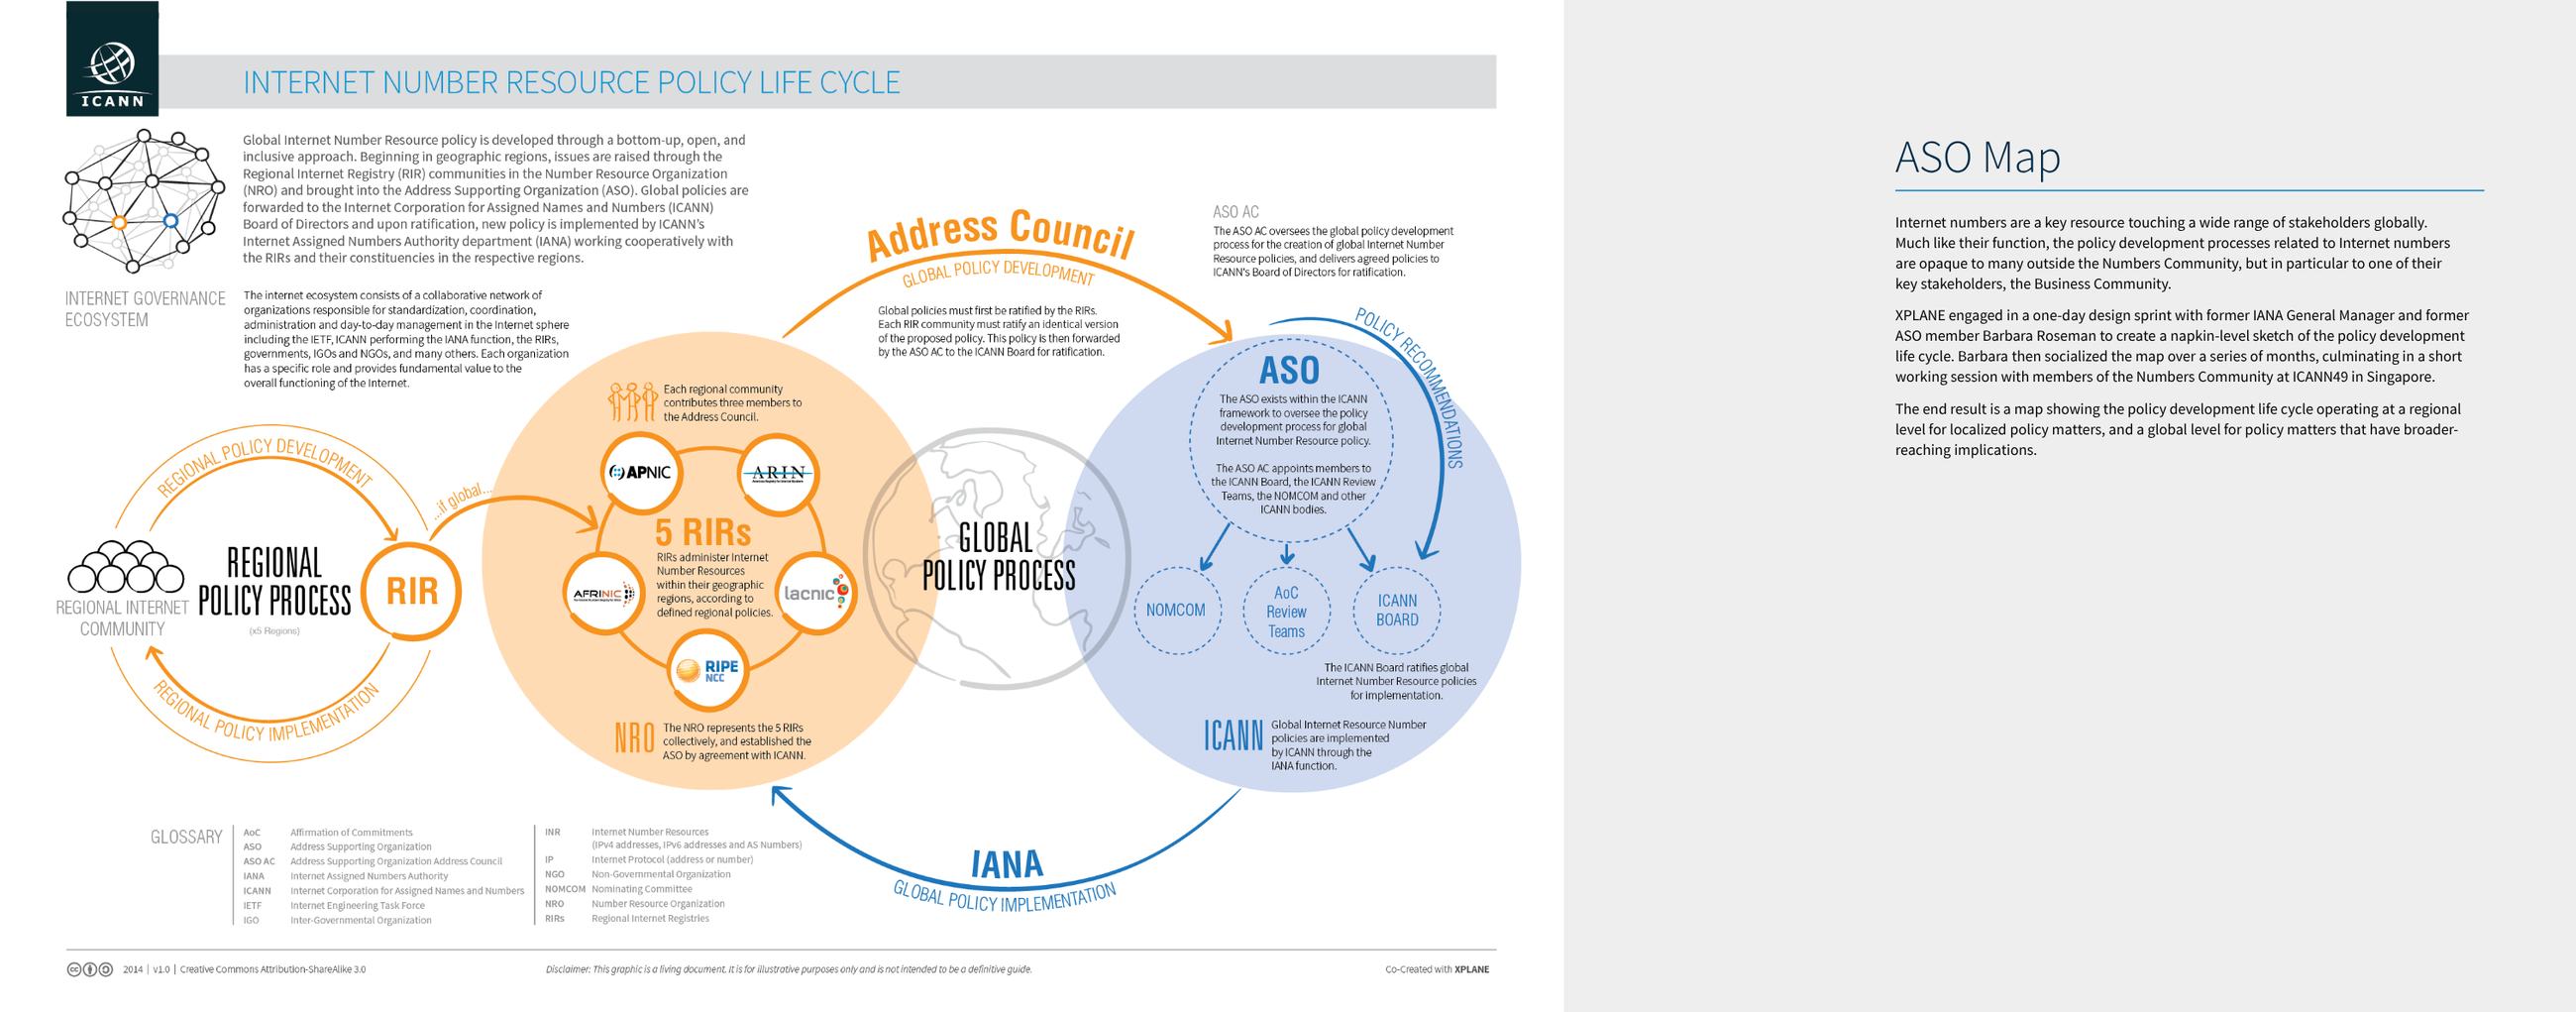 ICANN
INTERNET NUMBER RESOURCE POLICY LIFE CYCLE
Global Internet Number Resource policy is developed through a bottom-up, open, and
inclusive approach. Beginning in geographic regions, issues are raised through the
Regional Internet Registry (RIR) communities in the Number Resource Organization
(NRO) and brought into the Address Supporting Organization (ASO). Global policies are
forwarded to the Internet Corporation for Assigned Names and Numbers (ICANN)
Board of Directors and upon ratification, new policy is implemented by ICANN's
Internet Assigned Numbers Authority department (IANA) working cooperatively with
the RIRs and their constituencies in the respective regions.
INTERNET GOVERNANCE
ECOSYSTEM
The internet ecosystem consists of a collaborative network of
organizations responsible for standardization, coordination,
administration and day-to-day management in the Internet sphere
including the IETF, ICANN performing the IANA function, the RIRs,
governments, IGOs and NGOs, and many others. Each organization
has a specific role and provides fundamental value to the
overall functioning of the Internet.
REGIONAL POLICY DEVELOPMENT
REGIONAL INTERNET
COMMUNITY
REGIONAL
POLICY PROCESS
(x5 Regions)
RIR
REGIONAL POLICY IMPLEMENTATION
...if global...
Each regional community
contributes three members to
the Address Council.
APNIC
ARIN
5 RIRs
RIRs administer Internet
Number Resources
within their geographic
regions, according to
defined regional policies.
AFRINIC
lacnic
RIPE
NCC
NRO
The NRO represents the 5 RIRs
collectively, and established the
ASO by agreement with ICANN.
Address Council
GLOBAL POLICY DEVELOPMENT
Global policies must first be ratified by the RIRs.
Each RIR community must ratify an identical version
of the proposed policy. This policy is then forwarded
by the ASO AC to the ICANN Board for ratification.
GLOBAL
POLICY PROCESS
ASO AC
The ASO AC oversees the global policy development
process for the creation of global Internet Number
Resource policies, and delivers agreed policies to
ICANN's Board of Directors for ratification.
POLICY RECOMMENDATIONS
ASO
The ASO exists within the ICANN
framework to oversee the policy
development process for global
Internet Number Resource policy.
The ASO AC appoints members to
the ICANN Board, the ICANN Review
Teams, the NOMCOM and other
ICANN bodies.
NOMCOM
AoC
Review
Teams
ICANN
BOARD
The ICANN Board ratifies global
Internet Number Resource policies
for implementation.
ICANN
Global Internet Resource Number
policies are implemented
by ICANN through the
IANA function.
IANA
GLOBAL POLICY IMPLEMENTATION
GLOSSARY
AoC Affirmation of Commitments
ASO Address Supporting Organization
ASO AC Address Supporting Organization Address Council
IANA Internet Assigned Numbers Authority
ICANN Internet Corporation for Assigned Names and Numbers
IETF Internet Engineering Task Force
IGO Inter-Governmental Organization
INR Internet Number Resources
(IPv4 addresses, IPv6 addresses and AS Numbers)
IP Internet Protocol (address or number)
NGO Non-Governmental Organization
NOMCOM Nominating Committee
NRO Number Resource Organization
RIRs Regional Internet Registries
2014 | v1.0 | Creative Commons Attribution-ShareAlike 3.0
Disclaimer: This graphic is a living document. It is for illustrative purposes only and is not intended to be a definitive guide.
Co-Created with XPLANE
ASO Map
Internet numbers are a key resource touching a wide range of stakeholders globally.
Much like their function, the policy development processes related to Internet numbers
are opaque to many outside the Numbers Community, but in particular to one of their
key stakeholders, the Business Community.
XPLANE engaged in a one-day design sprint with former IANA General Manager and former
ASO member Barbara Roseman to create a napkin-level sketch of the policy development
life cycle. Barbara then socialized the map over a series of months, culminating in a short
working session with members of the Numbers Community at ICANN49 in Singapore.
The end result is a map showing the policy development life cycle operating at a regional
level for localized policy matters, and a global level for policy matters that have broader-
reaching implications.